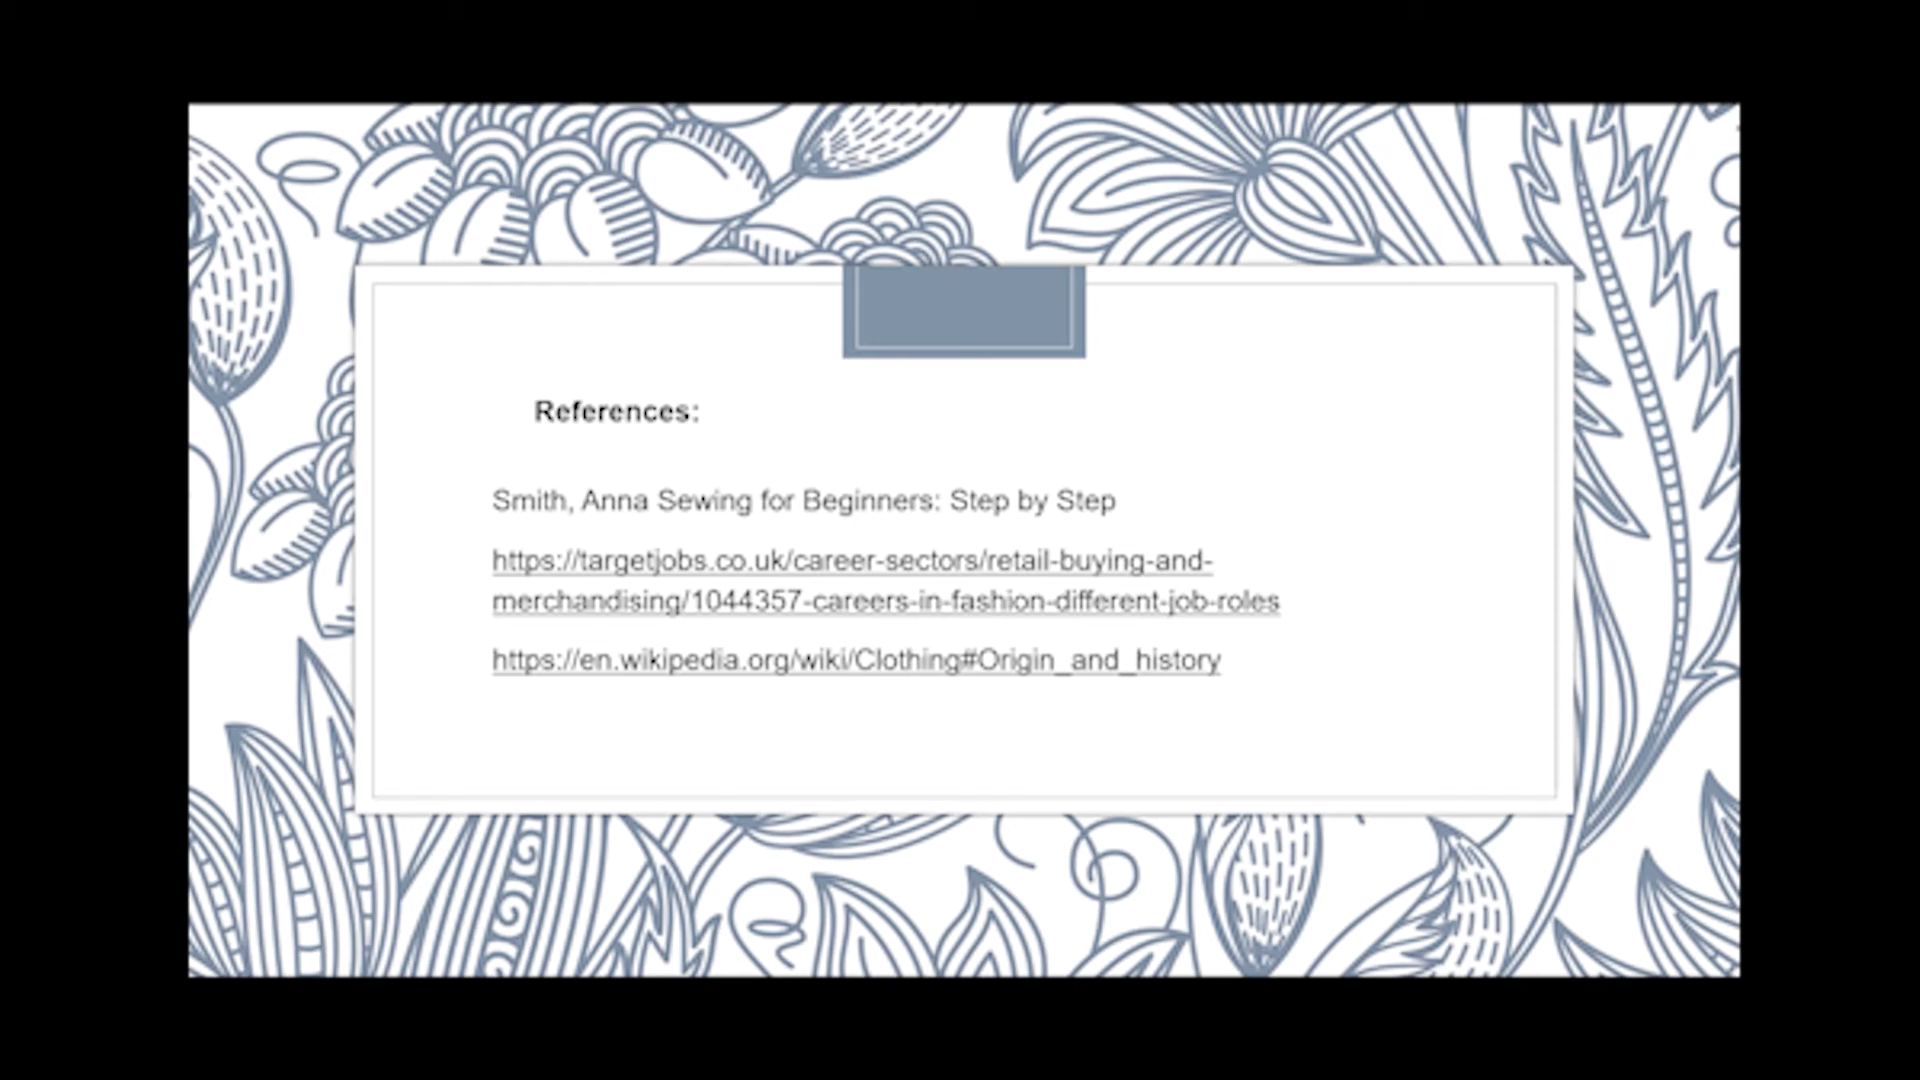 References:
Smith, Anna Sewing for Beginners: Step by Step
https://targetjobs.co.uk/career-sectors/retail-buying-and-
merchandising/1044357-careers-in-fashion-different-job-roles
https://en.wikipedia.org/wiki/Clothing#Origin_and_history